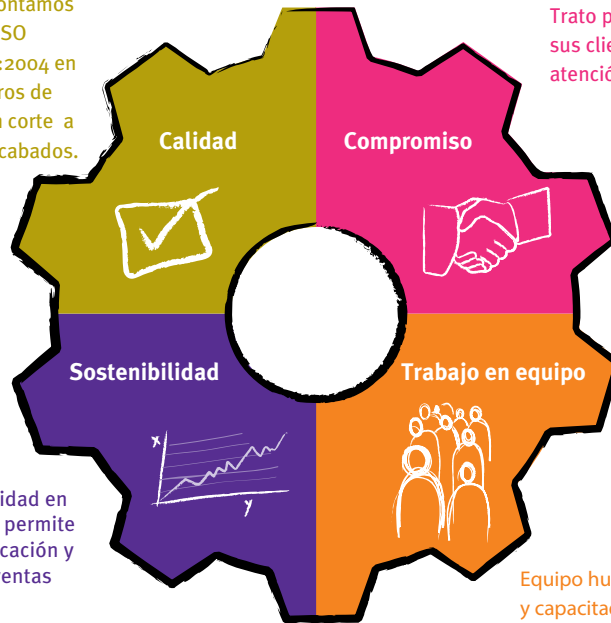 ontamos
SO
:2004 en
ros de
n corte a
cabados.
Trato p
sus clie
atenció
Calidad
Compromiso
Sostenibilidad
Trabajo en equipo
x
y
idad en
permite
cación y
entas
Equipo hu
y capacita